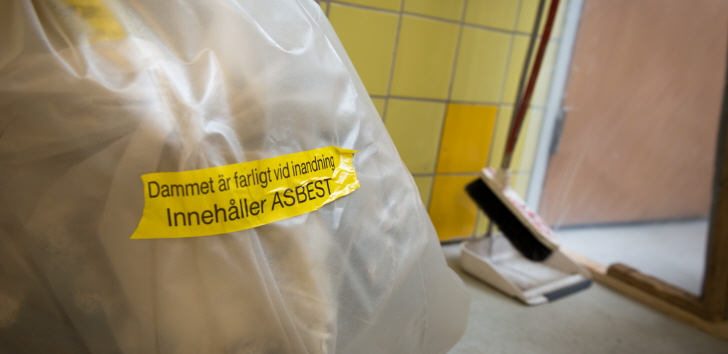 Dammet är farligt vid inandning
Innehåller ASBEST